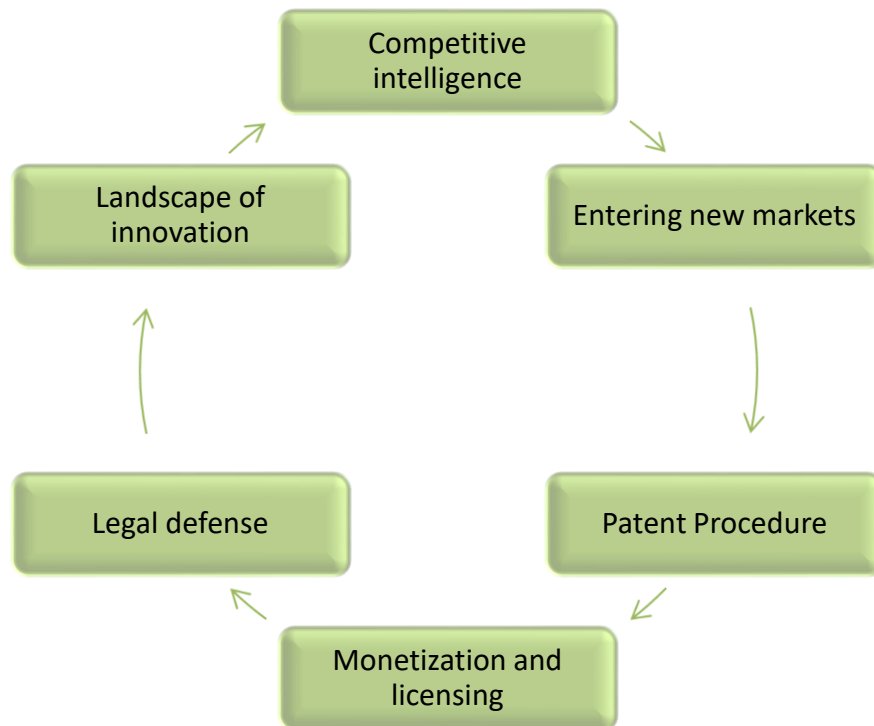 Competitive
intelligence
Landscape of
innovation
Entering new markets
Legal defense
Patent Procedure
Monetization and
licensing